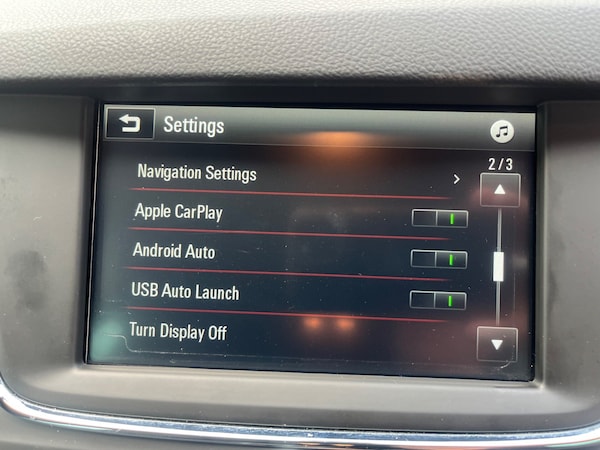 Settings
2/3
Navigation Settings
Apple CarPlay
Android Auto
USB Auto Launch
Turn Display Off